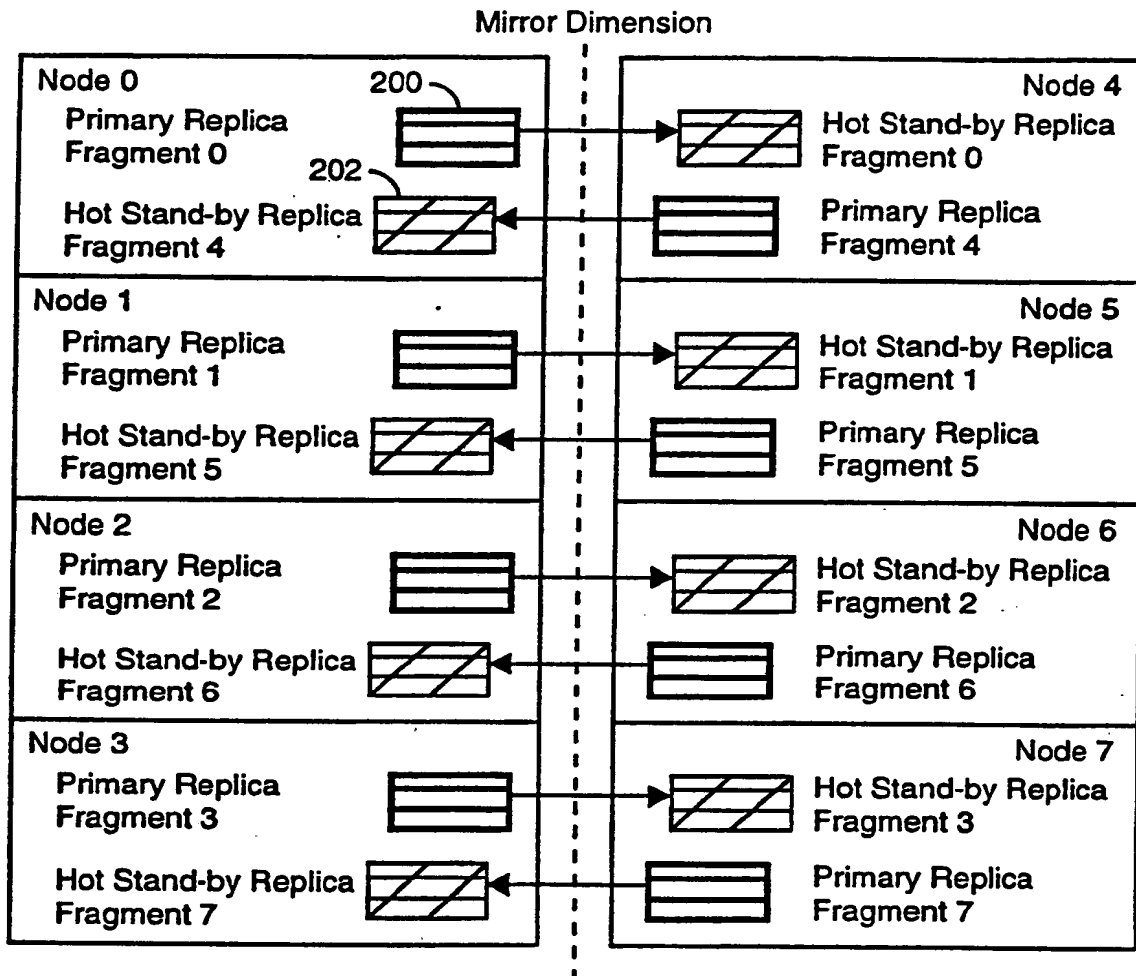 Mirror Dimension
Node 0
200
Primary Replica
Fragment 0
202
Hot Stand-by Replica
Fragment 4
Node 4
Hot Stand-by Replica
Fragment 0
Primary Replica
Fragment 4
Node 1
Primary Replica
Fragment 1
Hot Stand-by Replica
Fragment 5
Node 5
Hot Stand-by Replica
Fragment 1
Primary Replica
Fragment 5
Node 2
Primary Replica
Fragment 2
Hot Stand-by Replica
Fragment 6
Node 6
Hot Stand-by Replica
Fragment 2
Primary Replica
Fragment 6
Node 3
Primary Replica
Fragment 3
Hot Stand-by Replica
Fragment 7
Node 7
Hot Stand-by Replica
Fragment 3
Primary Replica
Fragment 7